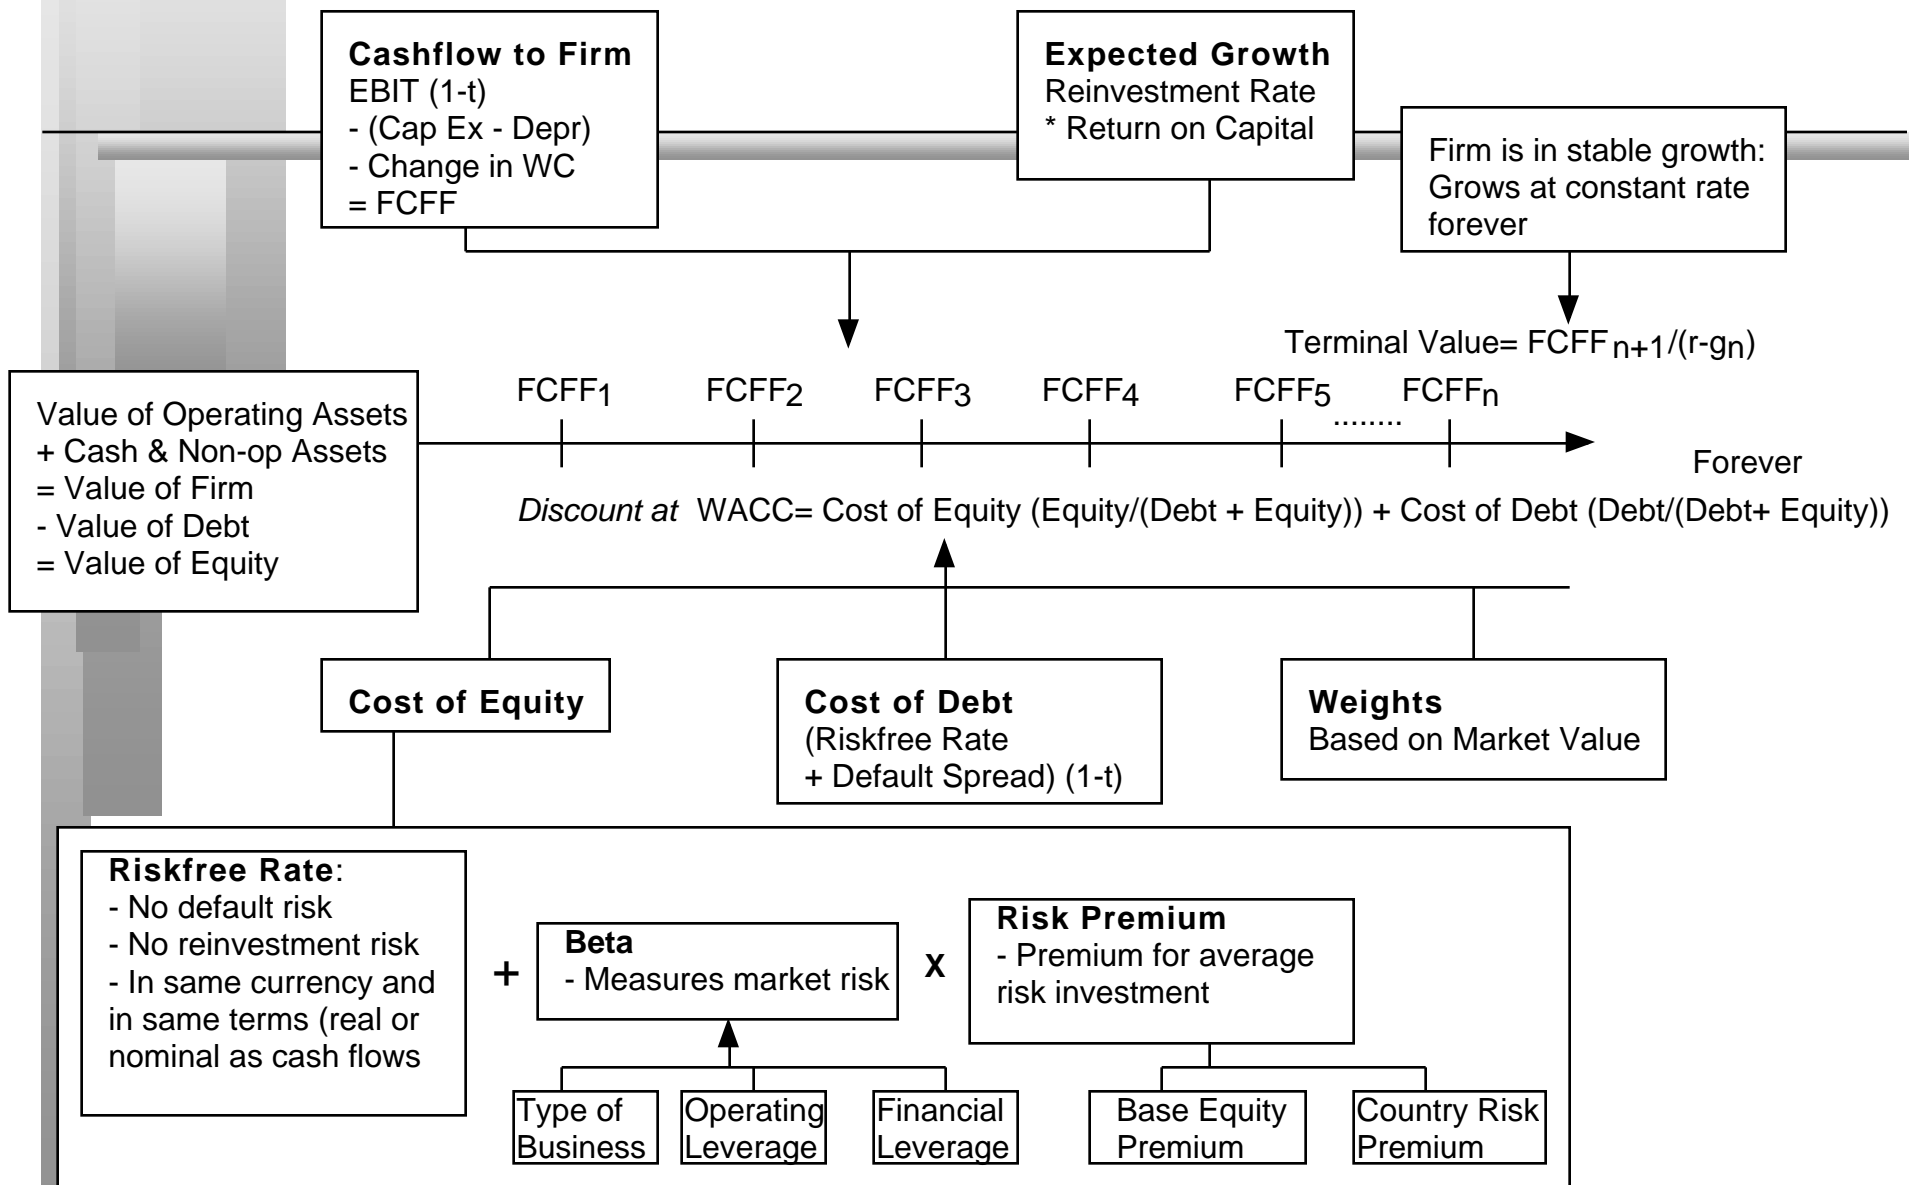 Cashflow to Firm
EBIT (1-t)
- (Cap Ex - Depr)
- Change in WC
= FCFF
Expected Growth
Reinvestment Rate
* Return on Capital
Firm is in stable growth:
Grows at constant rate
forever
Terminal Value= FCFFn+1/(r-gn)
FCFF1 FCFF2 FCFF3 FCFF4 FCFF5 ........ FCFFn
Forever
Value of Operating Assets
+ Cash & Non-op Assets
= Value of Firm
- Value of Debt
= Value of Equity
Discount at WACC= Cost of Equity (Equity/(Debt + Equity)) + Cost of Debt (Debt/(Debt+ Equity))
Cost of Equity
Cost of Debt
(Riskfree Rate
+ Default Spread) (1-t)
Weights
Based on Market Value
Riskfree Rate:
- No default risk
- No reinvestment risk
- In same currency and
in same terms (real or
nominal as cash flows
+
Beta
- Measures market risk
X
Risk Premium
- Premium for average
risk investment
Type of
Business
Operating
Leverage
Financial
Leverage
Base Equity
Premium
Country Risk
Premium